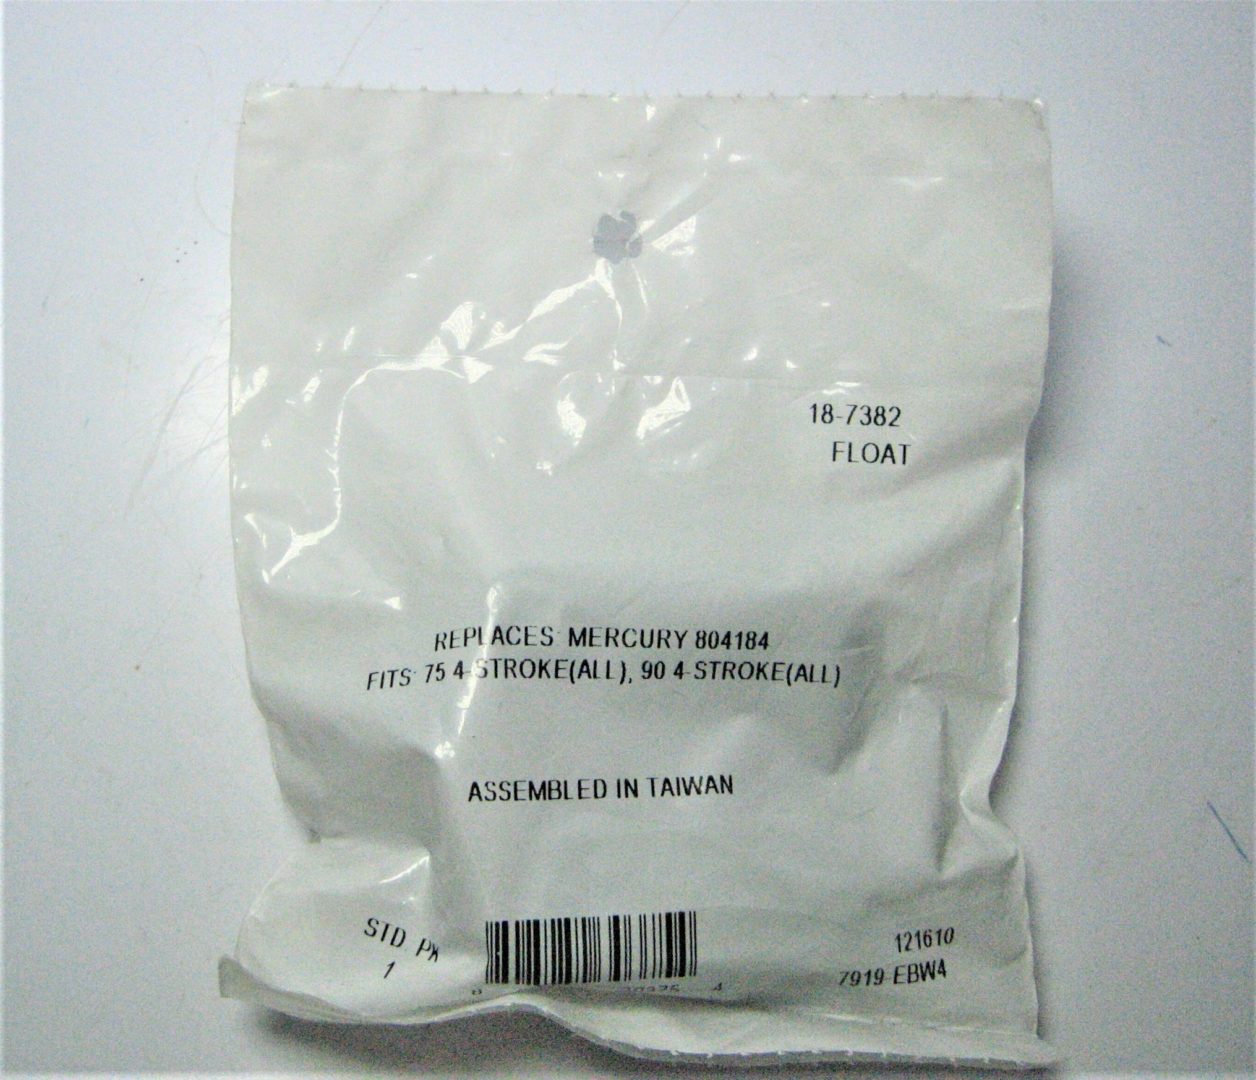 18-7382
FLOAT
REPLACES: MERCURY 804184
FITS: 75 4-STROKE(ALL), 90 4-STROKE(ALL)
ASSEMBLED IN TAIWAN
STD PK
1
121610
7919 EBW4